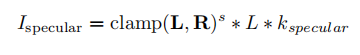 I_specular = clamp(L, R)^s * L * k_specular